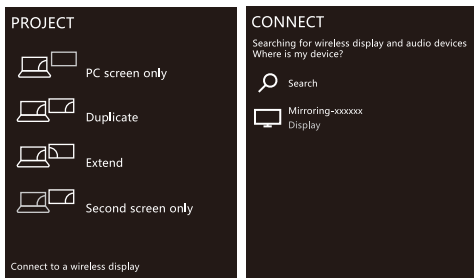 PROJECT
PC screen only
Duplicate
Extend
Second screen only
Connect to a wireless display
CONNECT
Searching for wireless display and audio devices
Where is my device?
Search
Mirroring-xxxxxx
Display